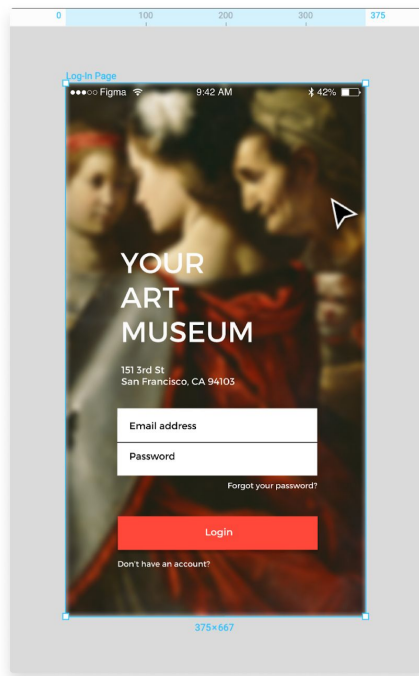 0 100 200 300 375
Log-In Page
Figma 9:42 AM 42%
YOUR
ART
MUSEUM
151 3rd St
San Francisco, CA 94103
Email address
Password
Forgot your password?
Login
Don't have an account?
375×667